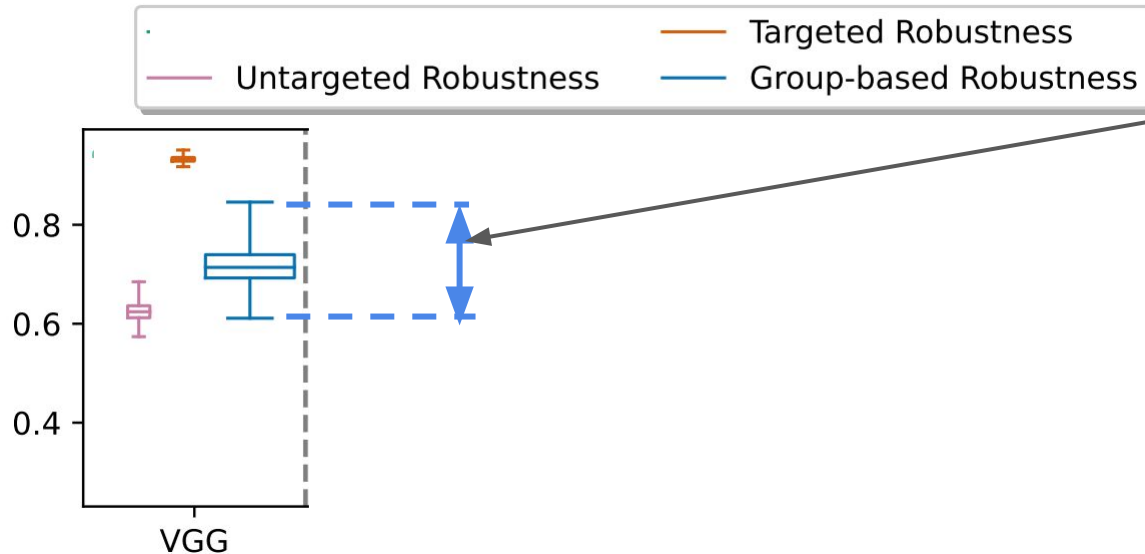 Targeted Robustness
Untargeted Robustness
Group-based Robustness
0.8
0.6
0.4
VGG